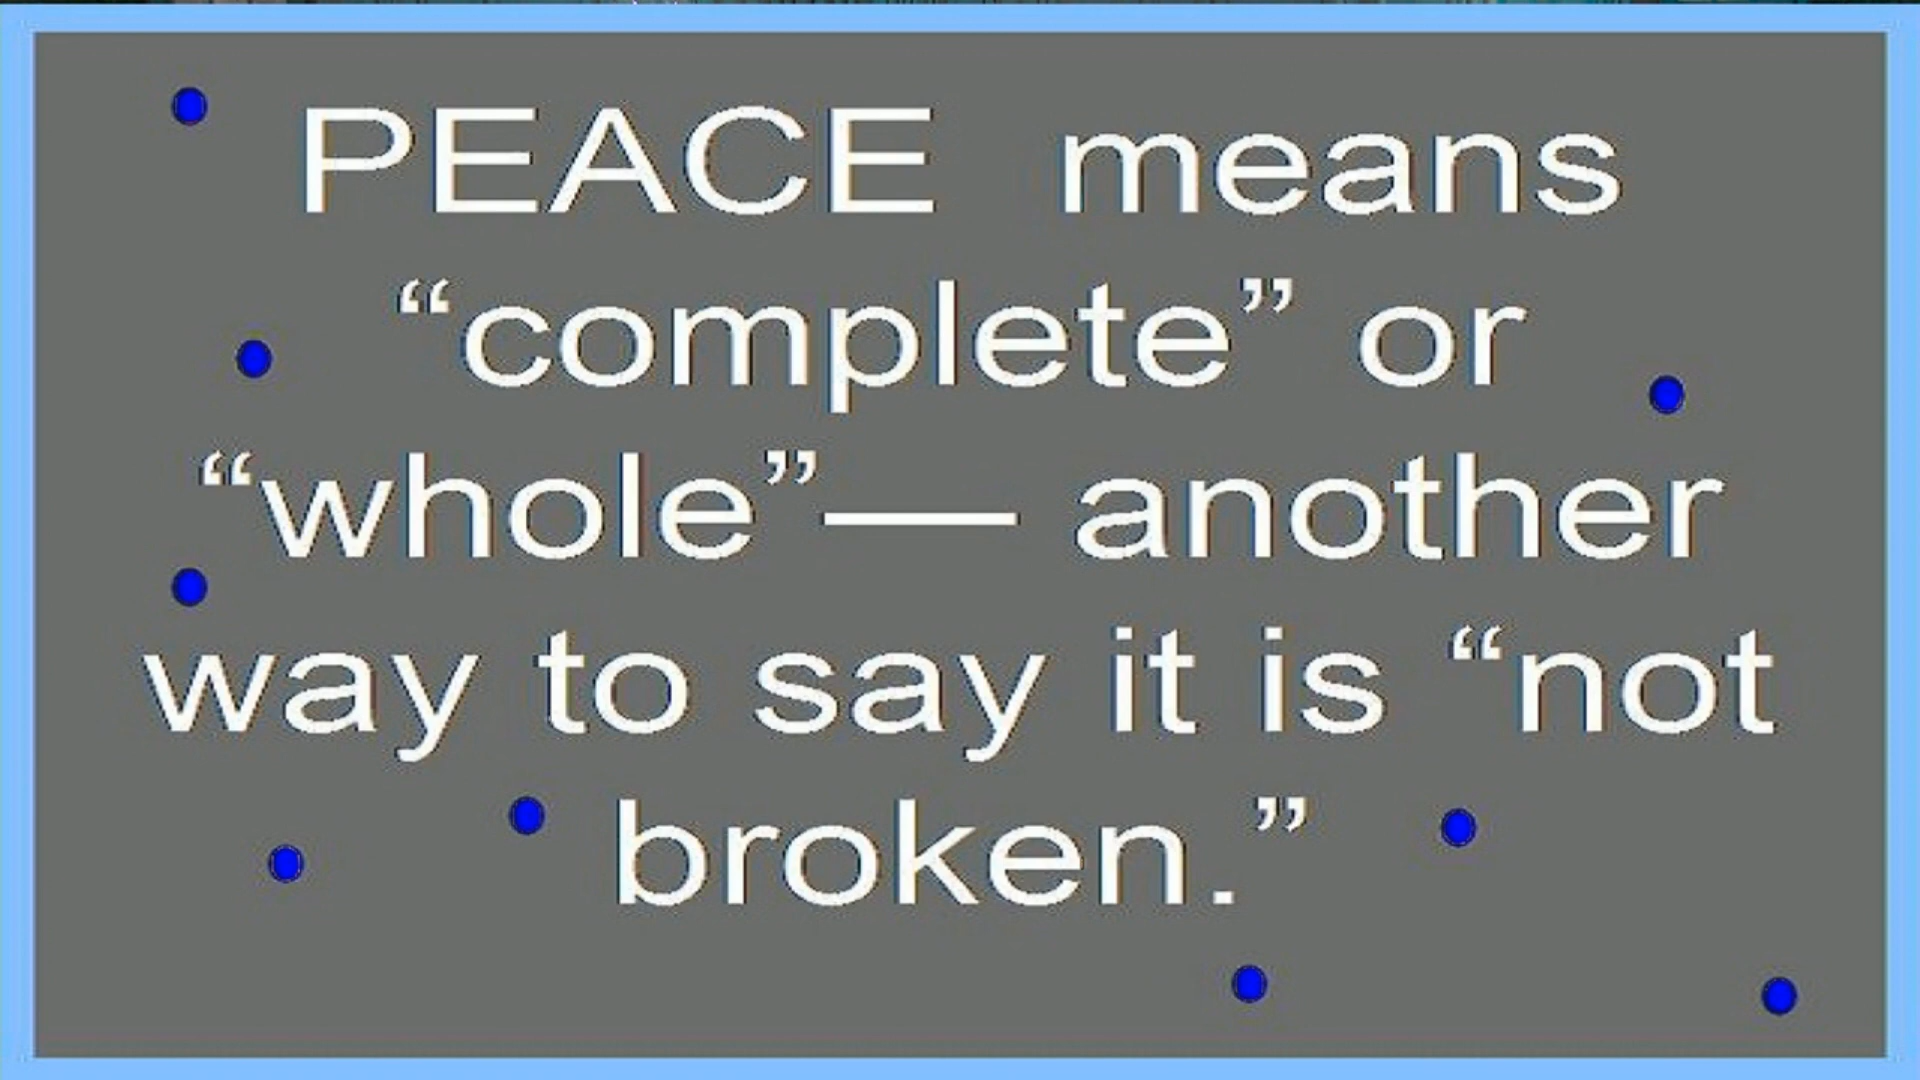 PEACE means
“complete” or
“whole”— another
way to say it is “not
broken.”